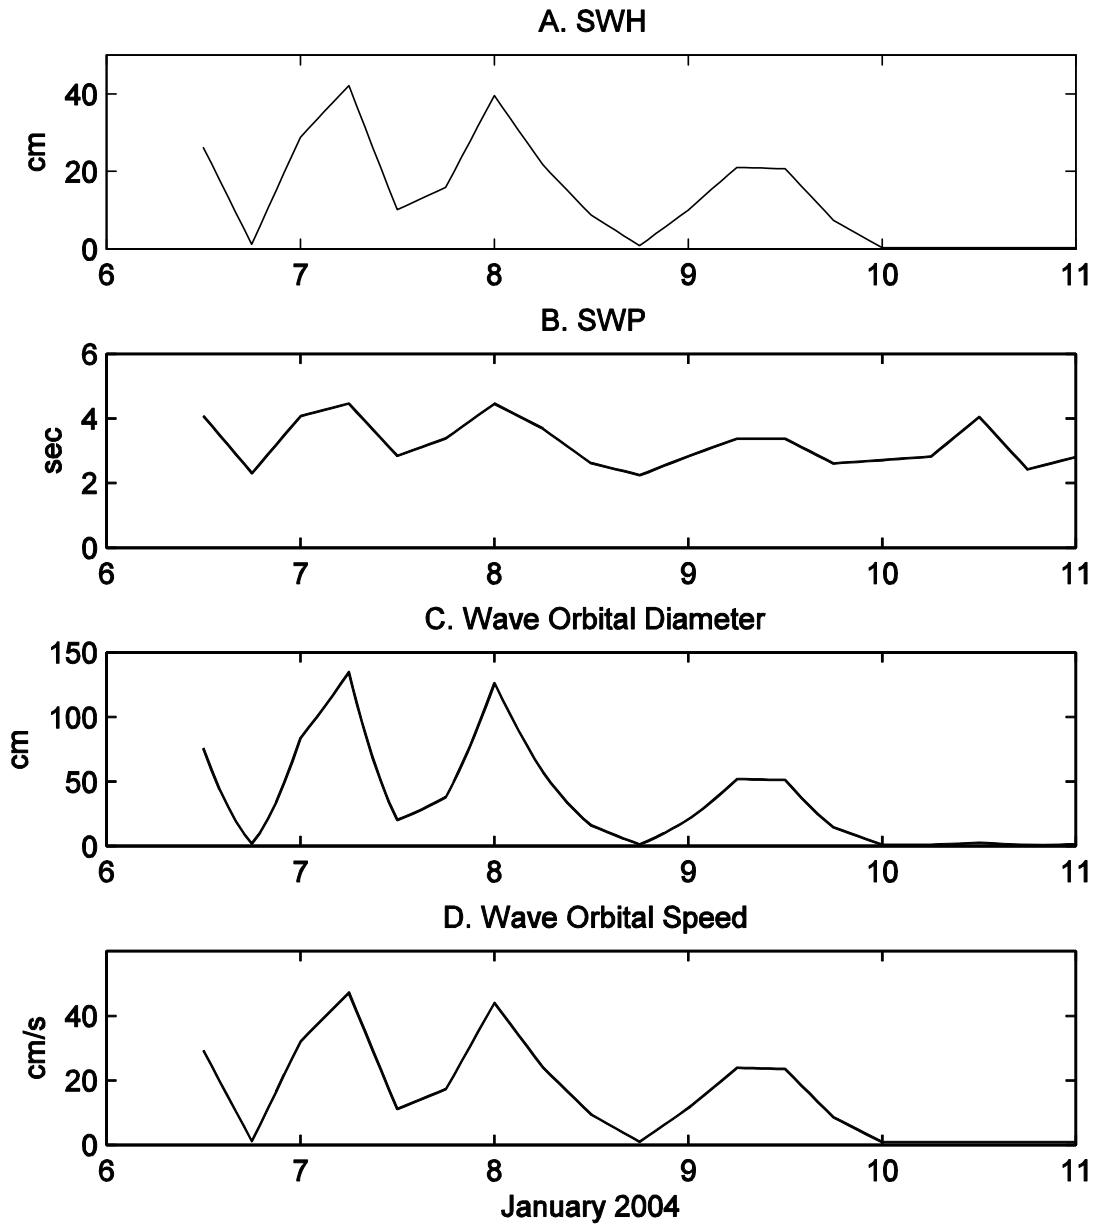 A. SWH
40
20
0
cm
6 7 8 9 10 11
B. SWP
6
4
2
0
sec
6 7 8 9 10 11
C. Wave Orbital Diameter
150
100
50
0
cm
6 7 8 9 10 11
D. Wave Orbital Speed
40
20
0
cm/s
6 7 8 9 10 11
January 2004